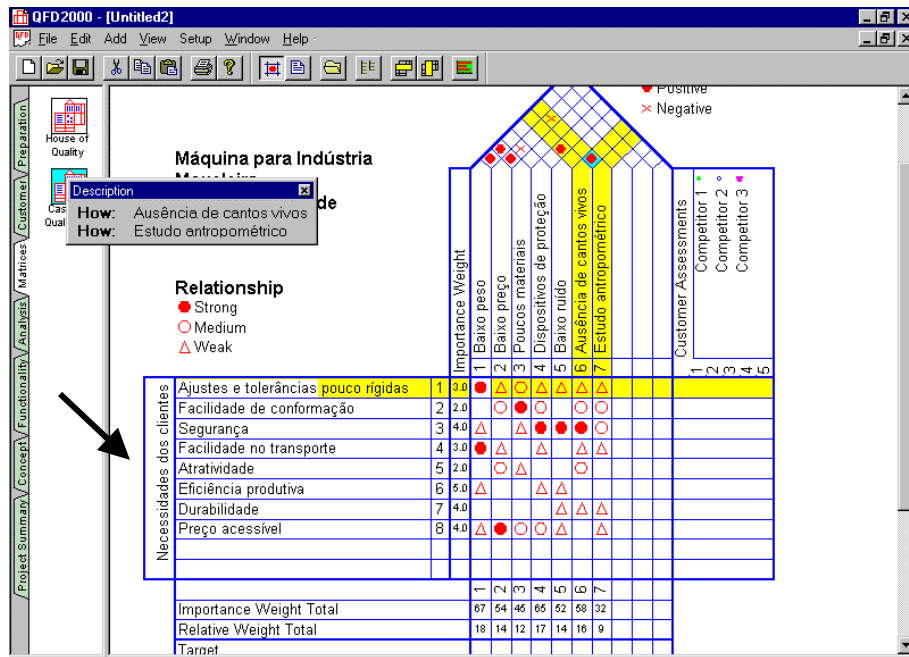 QFD2000 - [Untitled2]
File Edit Add View Setup Window Help
Preparation
Customer
Matrices
Analysis
Functionality
Concept
Project Summary
House of
Quality
Máquina para Indústria
de
Description
How: Ausência de cantos vivos
How: Estudo antropométrico
Positive
Negative
Relationship
Strong
Medium
Weak
Importance Weight
Baixo peso
Baixo preço
Poucos materiais
Dispositivos de proteção
Baixo ruído
Ausência de cantos vivos
Estudo antropométrico
Customer Assessments
Competitor 1
Competitor 2
Competitor 3
1 2 3 4 5 6 7
1 2 3 4 5
Necessidades dos clientes
Ajustes e tolerâncias pouco rígidas 1 3.0
Facilidade de conformação 2 2.0
Segurança 3 4.0
Facilidade no transporte 4 3.0
Atratividade 5 2.0
Eficiência produtiva 6 5.0
Durabilidade 7 4.0
Preço acessível 8 4.0
1 2 3 4 5 6 7
Importance Weight Total 67 54 45 65 52 58 32
Relative Weight Total 18 14 12 17 14 16 9
Target